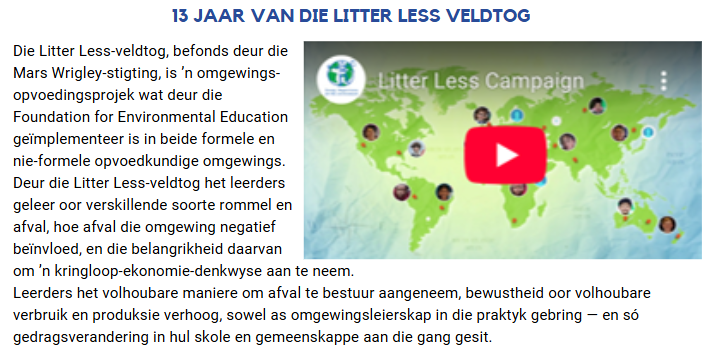 13 JAAR VAN DIE LITTER LESS VELDTOG
Die Litter Less-veldtog, befonds deur die
Mars Wrigley-stigting, is ’n omgewings-
opvoedingsprojek wat deur die
Foundation for Environmental Education
geïmplementeer is in beide formele en
nie-formele opvoedkundige omgewings.
Deur die Litter Less-veldtog het leerders
geleer oor verskillende soorte rommel en
afval, hoe afval die omgewing negatief
beïnvloed, en die belangrikheid daarvan
om ’n kringloop-ekonomie-denkwyse aan te neem.
Leerders het volhoubare maniere om afval te bestuur aangeneem, bewustheid oor volhoubare
verbruik en produksie verhoog, sowel as omgewingsleierskap in die praktyk gebring — en só
gedragsverandering in hul skole en gemeenskappe aan die gang gesit.
Litter Less Campaign